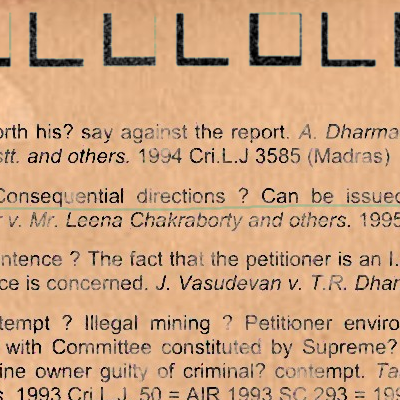 orth his? say against the report. A. Dharma
stt. and others. 1994 Cri.L.J 3585 (Madras)
Consequential directions ? Can be issued
v. Mr. Leena Chakraborty and others. 1995
ntence ? The fact that the petitioner is an I.
ce is concerned. J. Vasudevan v. T.R. Dhar
tempt ? Illegal mining ? Petitioner enviro
with Committee constituted by Supreme?
ine owner guilty of criminal? contempt. Ta
s. 1993 Cri.L.J. 50 = AIR 1993 SC 293 = 199